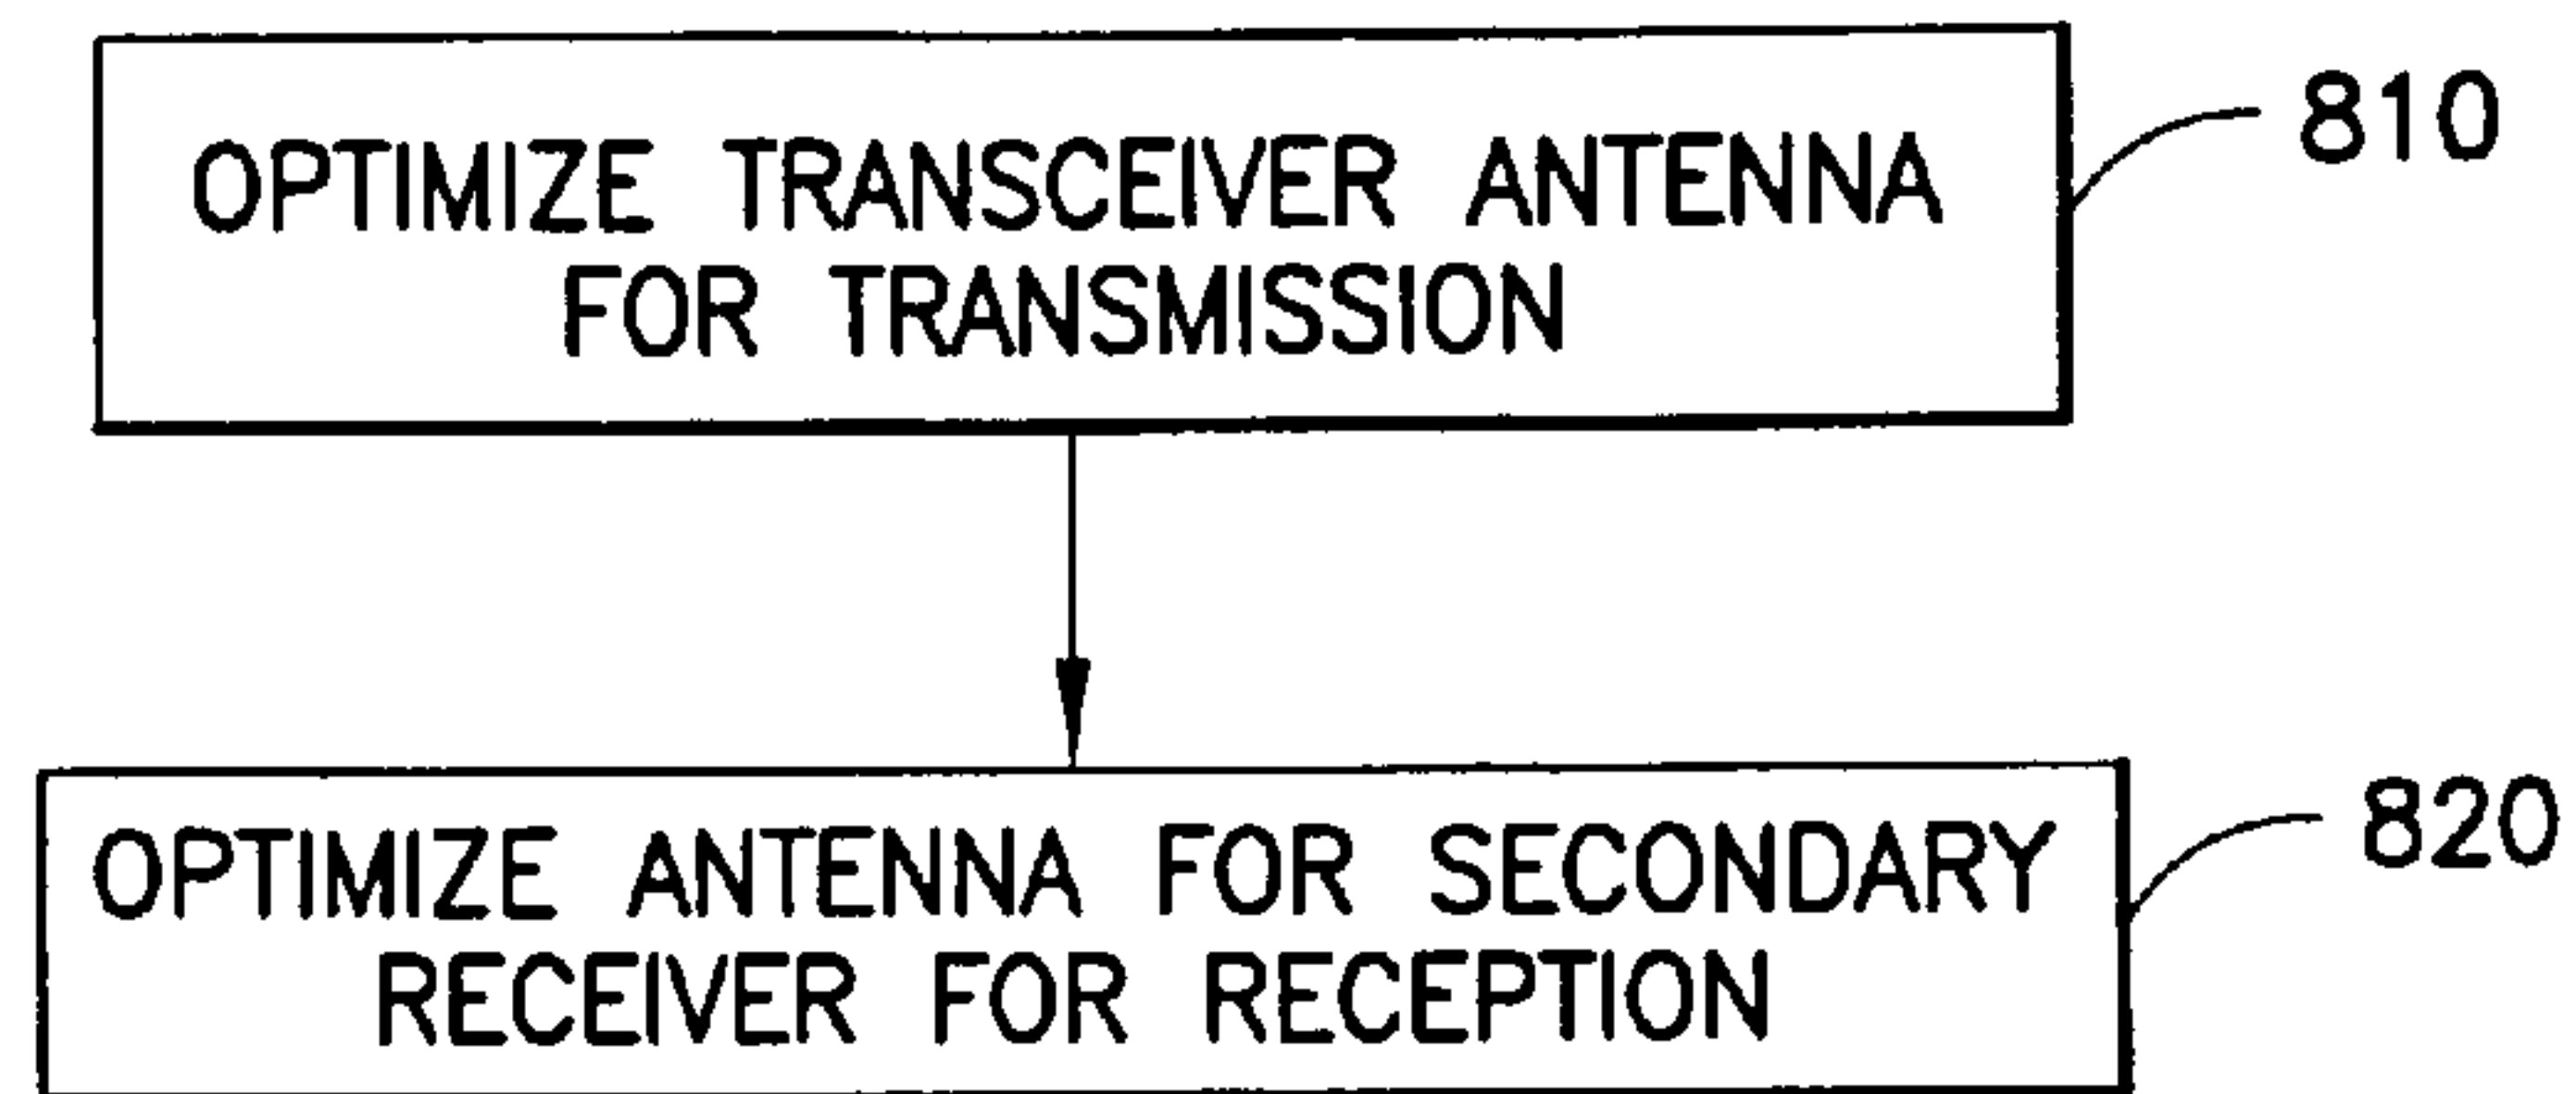 OPTIMIZE TRANSCEIVER ANTENNA
FOR TRANSMISSION
810
OPTIMIZE ANTENNA FOR SECONDARY
RECEIVER FOR RECEPTION
820